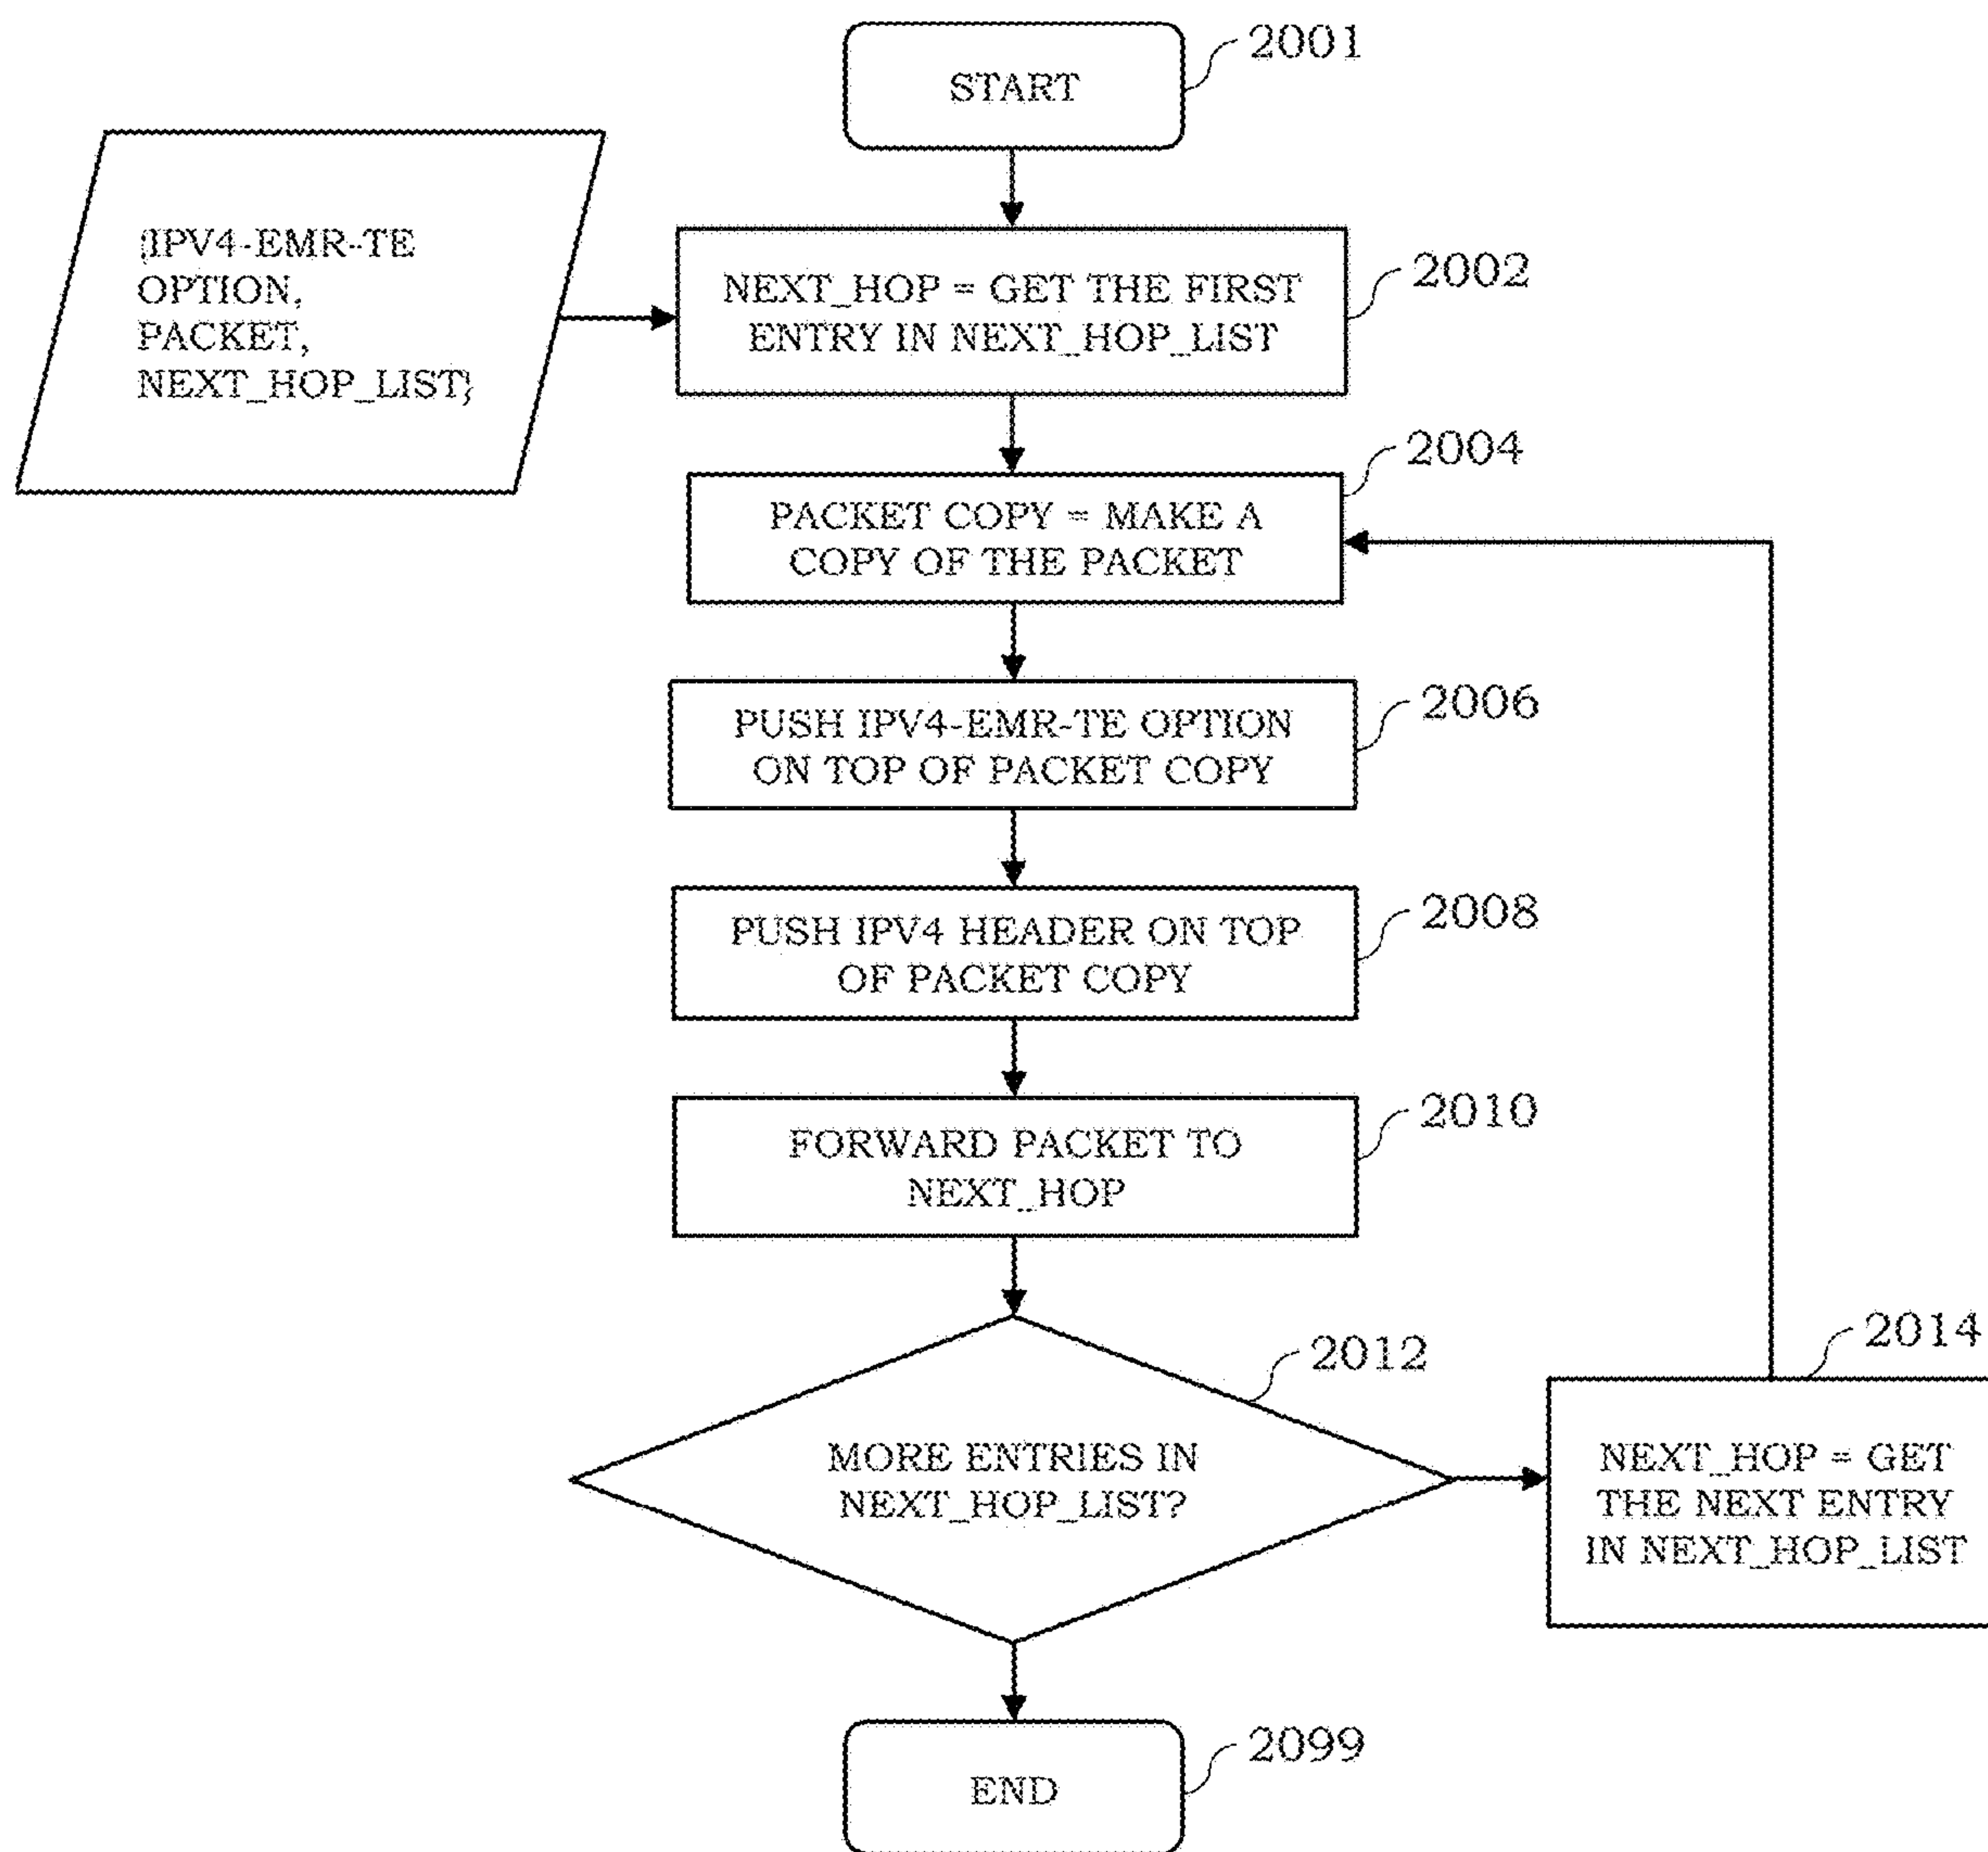 START
2001
{IPV4-EMR-TE
OPTION,
PACKET,
NEXT_HOP_LIST}
NEXT_HOP = GET THE FIRST
ENTRY IN NEXT_HOP_LIST
2002
PACKET COPY = MAKE A
COPY OF THE PACKET
2004
PUSH IPV4-EMR-TE OPTION
ON TOP OF PACKET COPY
2006
PUSH IPV4 HEADER ON TOP
OF PACKET COPY
2008
FORWARD PACKET TO
NEXT_HOP
2010
MORE ENTRIES IN
NEXT_HOP_LIST?
2012
NEXT_HOP = GET
THE NEXT ENTRY
IN NEXT_HOP_LIST
2014
END
2099